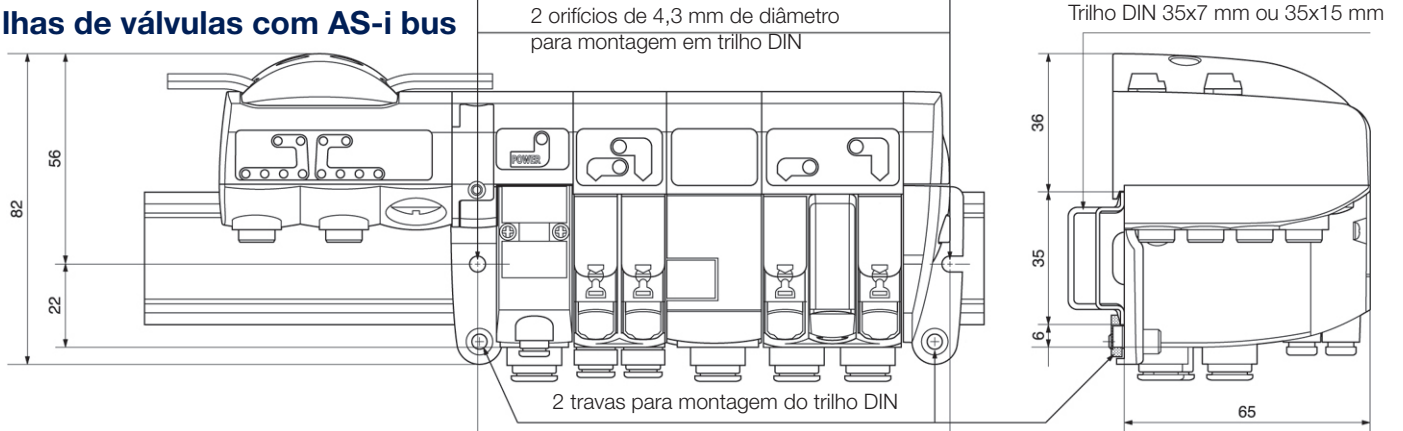 lhas de válvulas com AS-i bus
2 orifícios de 4,3 mm de diâmetro
para montagem em trilho DIN
Trilho DIN 35x7 mm ou 35x15 mm
82
56
22
POWER
36
35
6
2 travas para montagem do trilho DIN
65